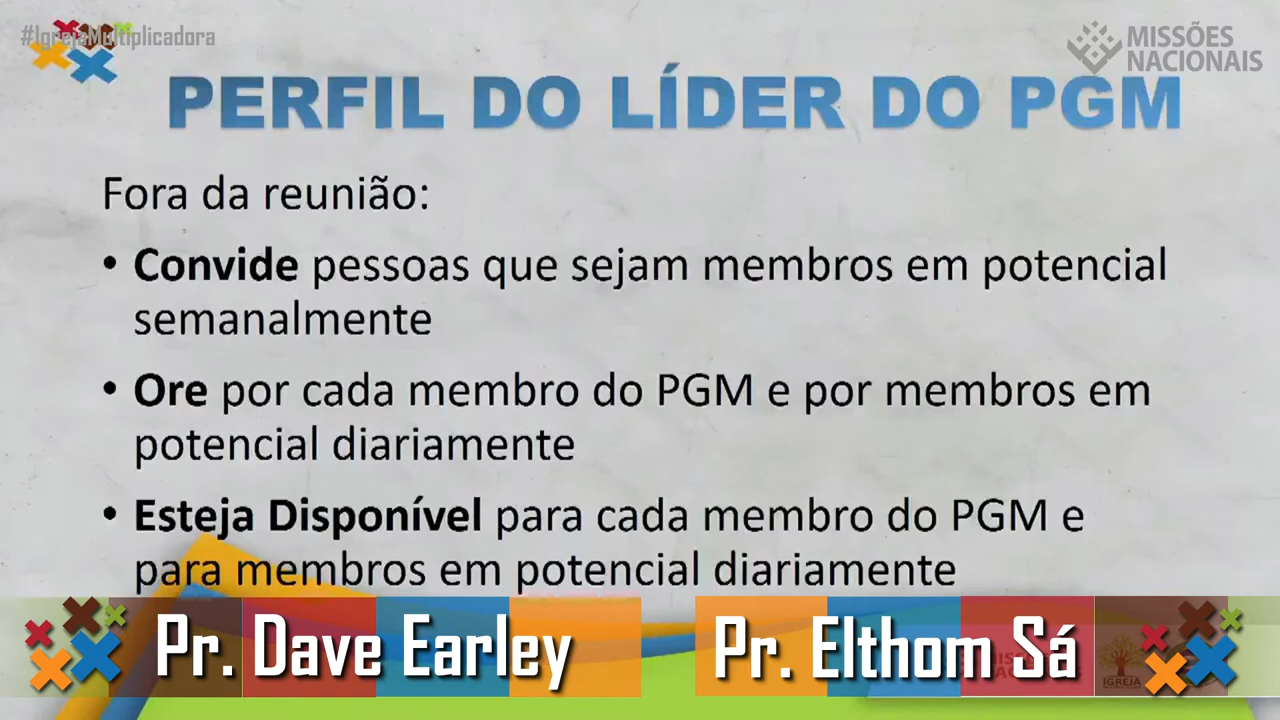 #IgrejaMultiplicadora
MISSÕES
NACIONAIS
PERFIL DO LÍDER DO PGM
Fora da reunião:
• Convide pessoas que sejam membros em potencial
semanalmente
• Ore por cada membro do PGM e por membros em
potencial diariamente
• Esteja Disponível para cada membro do PGM e
para membros em potencial diariamente
Pr. Dave Earley
Pr. Elthom Sá
IGREJA